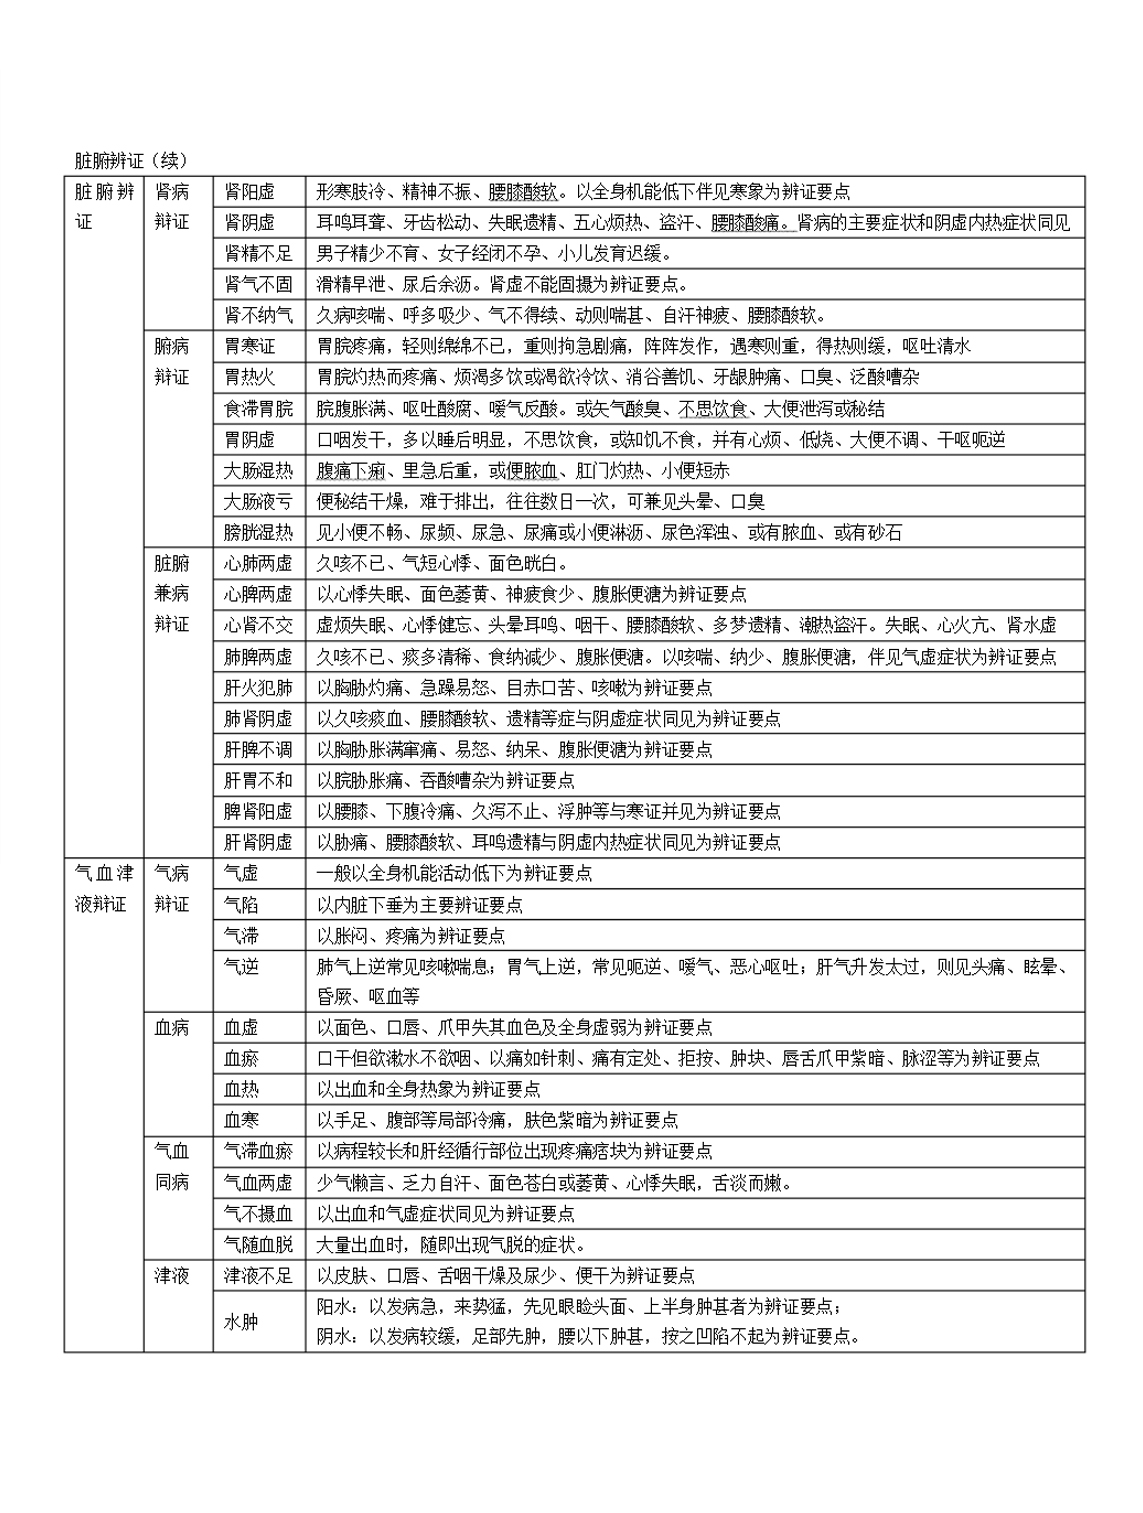 脏腑辨证（续）
脏腑辨证 肾病辩证 肾阳虚 形寒肢冷、精神不振、腰膝酸软。以全身机能低下伴见寒象为辨证要点
肾阴虚 耳鸣耳聋、牙齿松动、失眠遗精、五心烦热、盗汗、腰膝酸痛。肾病的主要症状和阴虚内热症状同见
肾精不足 男子精少不育、女子经闭不孕、小儿发育迟缓。
肾气不固 滑精早泄、尿后余沥。肾虚不能固摄为辨证要点。
肾不纳气 久病咳喘、呼多吸少、气不得续、动则喘甚、自汗神疲、腰膝酸软。
腑病辩证 胃寒证 胃脘疼痛，轻则绵绵不已，重则拘急剧痛，阵阵发作，遇寒则重，得热则缓，呕吐清水
胃热火 胃脘灼热而疼痛、烦渴多饮或渴欲冷饮、消谷善饥、牙龈肿痛、口臭、泛酸嘈杂
食滞胃脘 脘腹胀满、呕吐酸腐、嗳气反酸。或矢气酸臭、不思饮食、大便泄泻或秘结
胃阴虚 口咽发干，多以睡后明显，不思饮食，或知饥不食，并有心烦、低烧、大便不调、干呕呃逆
大肠湿热 腹痛下痢、里急后重，或便脓血、肛门灼热、小便短赤
大肠液亏 便秘结干燥，难于排出，往往数日一次，可兼见头晕、口臭
膀胱湿热 见小便不畅、尿频、尿急、尿痛或小便淋沥、尿色浑浊、或有脓血、或有砂石
脏腑兼病辩证 心肺两虚 久咳不已、气短心悸、面色晄白。
心脾两虚 以心悸失眠、面色萎黄、神疲食少、腹胀便溏为辨证要点
心肾不交 虚烦失眠、心悸健忘、头晕耳鸣、咽干、腰膝酸软、多梦遗精、潮热盗汗。失眠、心火亢、肾水虚
肺脾两虚 久咳不已、痰多清稀、食纳减少、腹胀便溏。以咳喘、纳少、腹胀便溏，伴见气虚症状为辨证要点
肝火犯肺 以胸胁灼痛、急躁易怒、目赤口苦、咳嗽为辨证要点
肺肾阴虚 以久咳痰血、腰膝酸软、遗精等症与阴虚症状同见为辨证要点
肝脾不调 以胸胁胀满窜痛、易怒、纳呆、腹胀便溏为辨证要点
肝胃不和 以脘胁胀痛、吞酸嘈杂为辨证要点
脾肾阳虚 以腰膝、下腹冷痛、久泻不止、浮肿等与寒证并见为辨证要点
肝肾阴虚 以胁痛、腰膝酸软、耳鸣遗精与阴虚内热症状同见为辨证要点
气血津液辩证 气病辩证 气虚 一般以全身机能活动低下为辨证要点
气陷 以内脏下垂为主要辨证要点
气滞 以胀闷、疼痛为辨证要点
气逆 肺气上逆常见咳嗽喘息；胃气上逆，常见呃逆、嗳气、恶心呕吐；肝气升发太过，则见头痛、眩晕、
昏厥、呕血等
血病 血虚 以面色、口唇、爪甲失其血色及全身虚弱为辨证要点
血瘀 口干但欲漱水不欲咽、以痛如针刺、痛有定处、拒按、肿块、唇舌爪甲紫暗、脉涩等为辨证要点
血热 以出血和全身热象为辨证要点
血寒 以手足、腹部等局部冷痛，肤色紫暗为辨证要点
气血同病 气滞血瘀 以病程较长和肝经循行部位出现疼痛痞块为辨证要点
气血两虚 少气懒言、乏力自汗、面色苍白或萎黄、心悸失眠，舌淡而嫩。
气不摄血 以出血和气虚症状同见为辨证要点
气随血脱 大量出血时，随即出现气脱的症状。
津液 津液不足 以皮肤、口唇、舌咽干燥及尿少、便干为辨证要点
水肿 阳水：以发病急，来势猛，先见眼睑头面、上半身肿甚者为辨证要点；
阴水：以发病较缓，足部先肿，腰以下肿甚，按之凹陷不起为辨证要点。